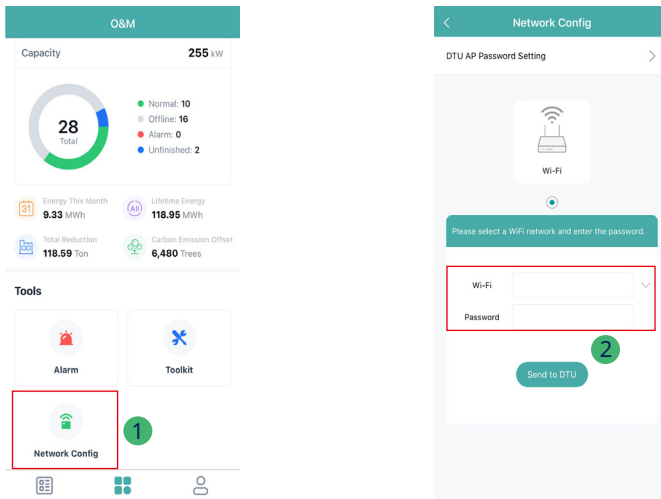 O&M
Capacity 255 kW
28
Total
Normal: 10
Offline: 16
Alarm: 0
Unfinished: 2
31 Energy This Month
9.33 MWh
All Lifetime Energy
118.95 MWh
Total Reduction
118.59 Ton
Carbon Emission Offset
6,480 Trees
Tools
Alarm
Toolkit
Network Config
1
Network Config
DTU AP Password Setting
Wi-Fi
Please select a WiFi network and enter the password.
Wi-Fi
Password
2
Send to DTU